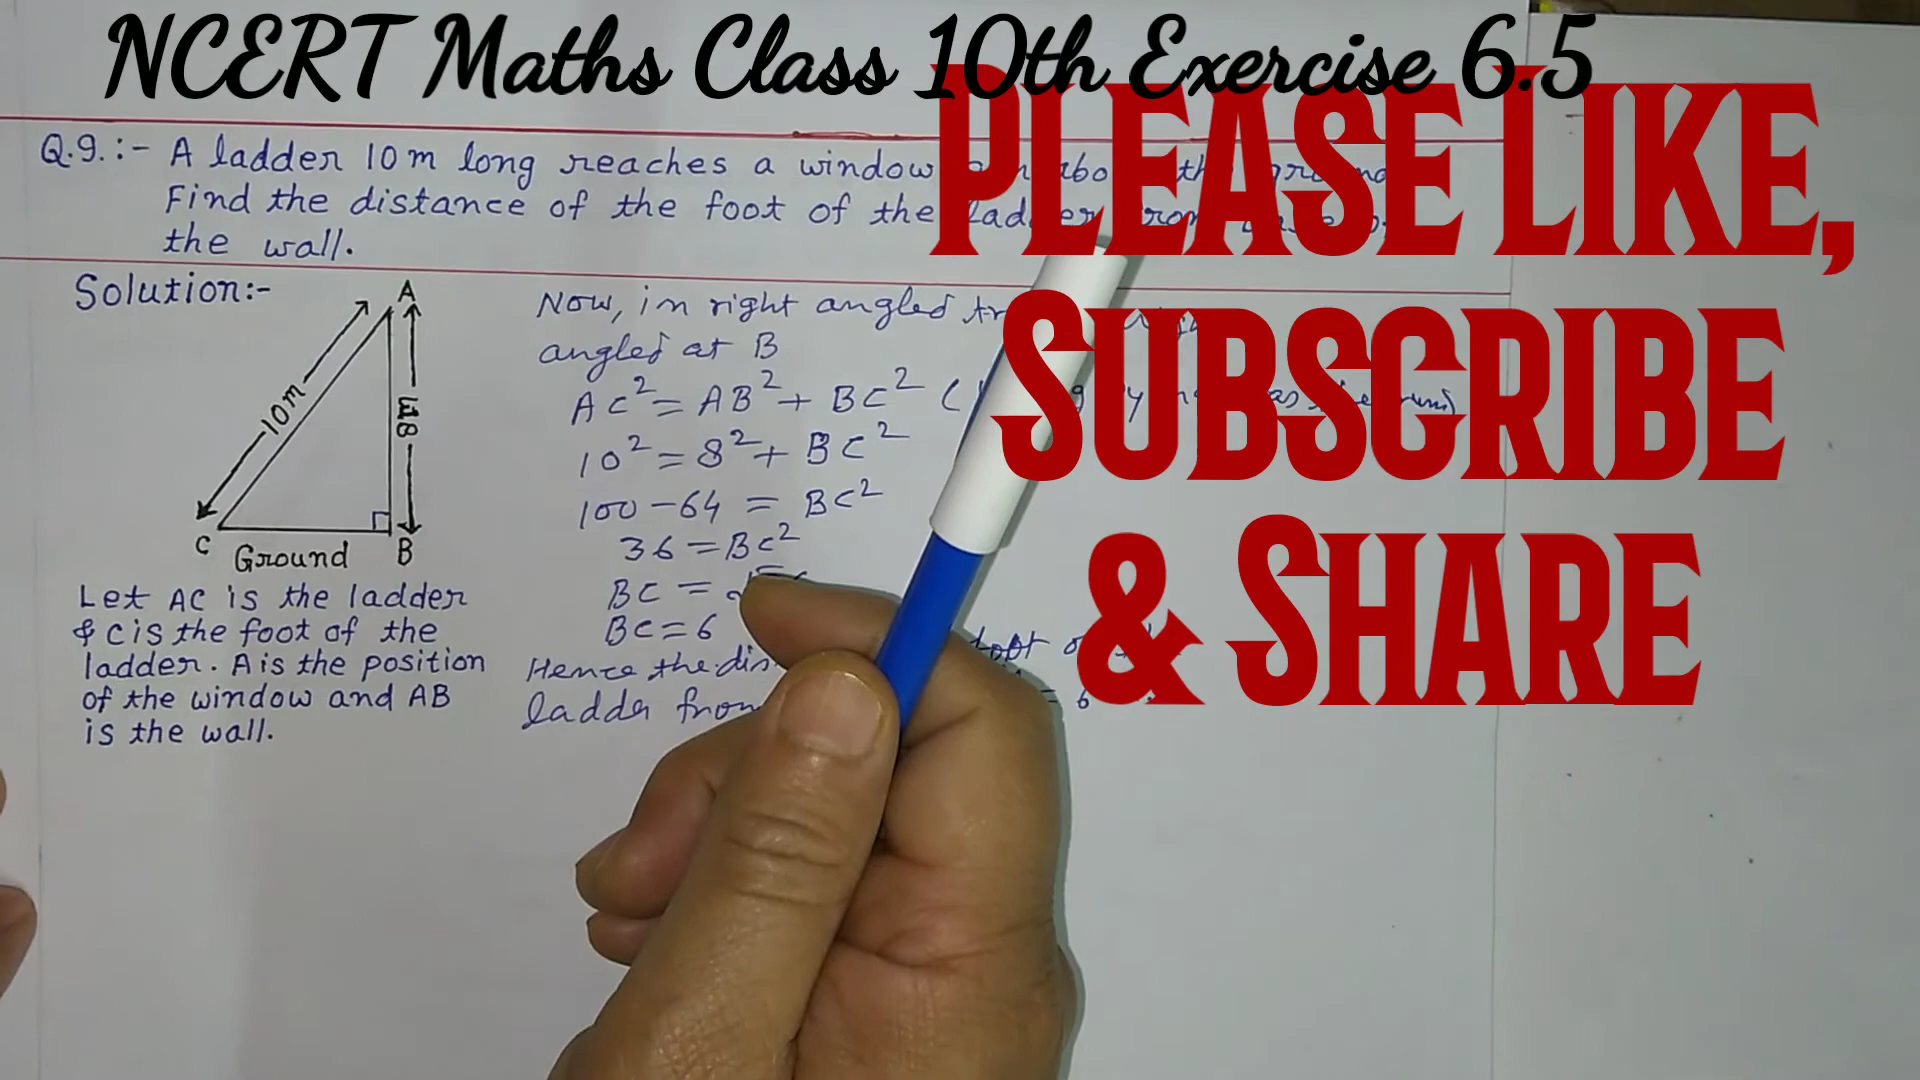 NCERT Maths Class 10th Exercise 6.5
PLEASE LIKE,
SUBSCRIBE
& SHARE
Q.9.:- A ladder 10 m long reaches a window
Find the distance of the foot of the ladder from
the wall.
Solution:-
A
10m
8m
C
Ground
B
Let AC is the ladder
& C is the foot of the
ladder. A is the position
of the window and AB
is the wall.
Now, in right angled
angled at B
AC² = AB² + BC² (
10² = 8² + BC²
100 - 64 = BC²
36 = BC²
BC =
BC = 6
Hence the foot
ladder from = 6